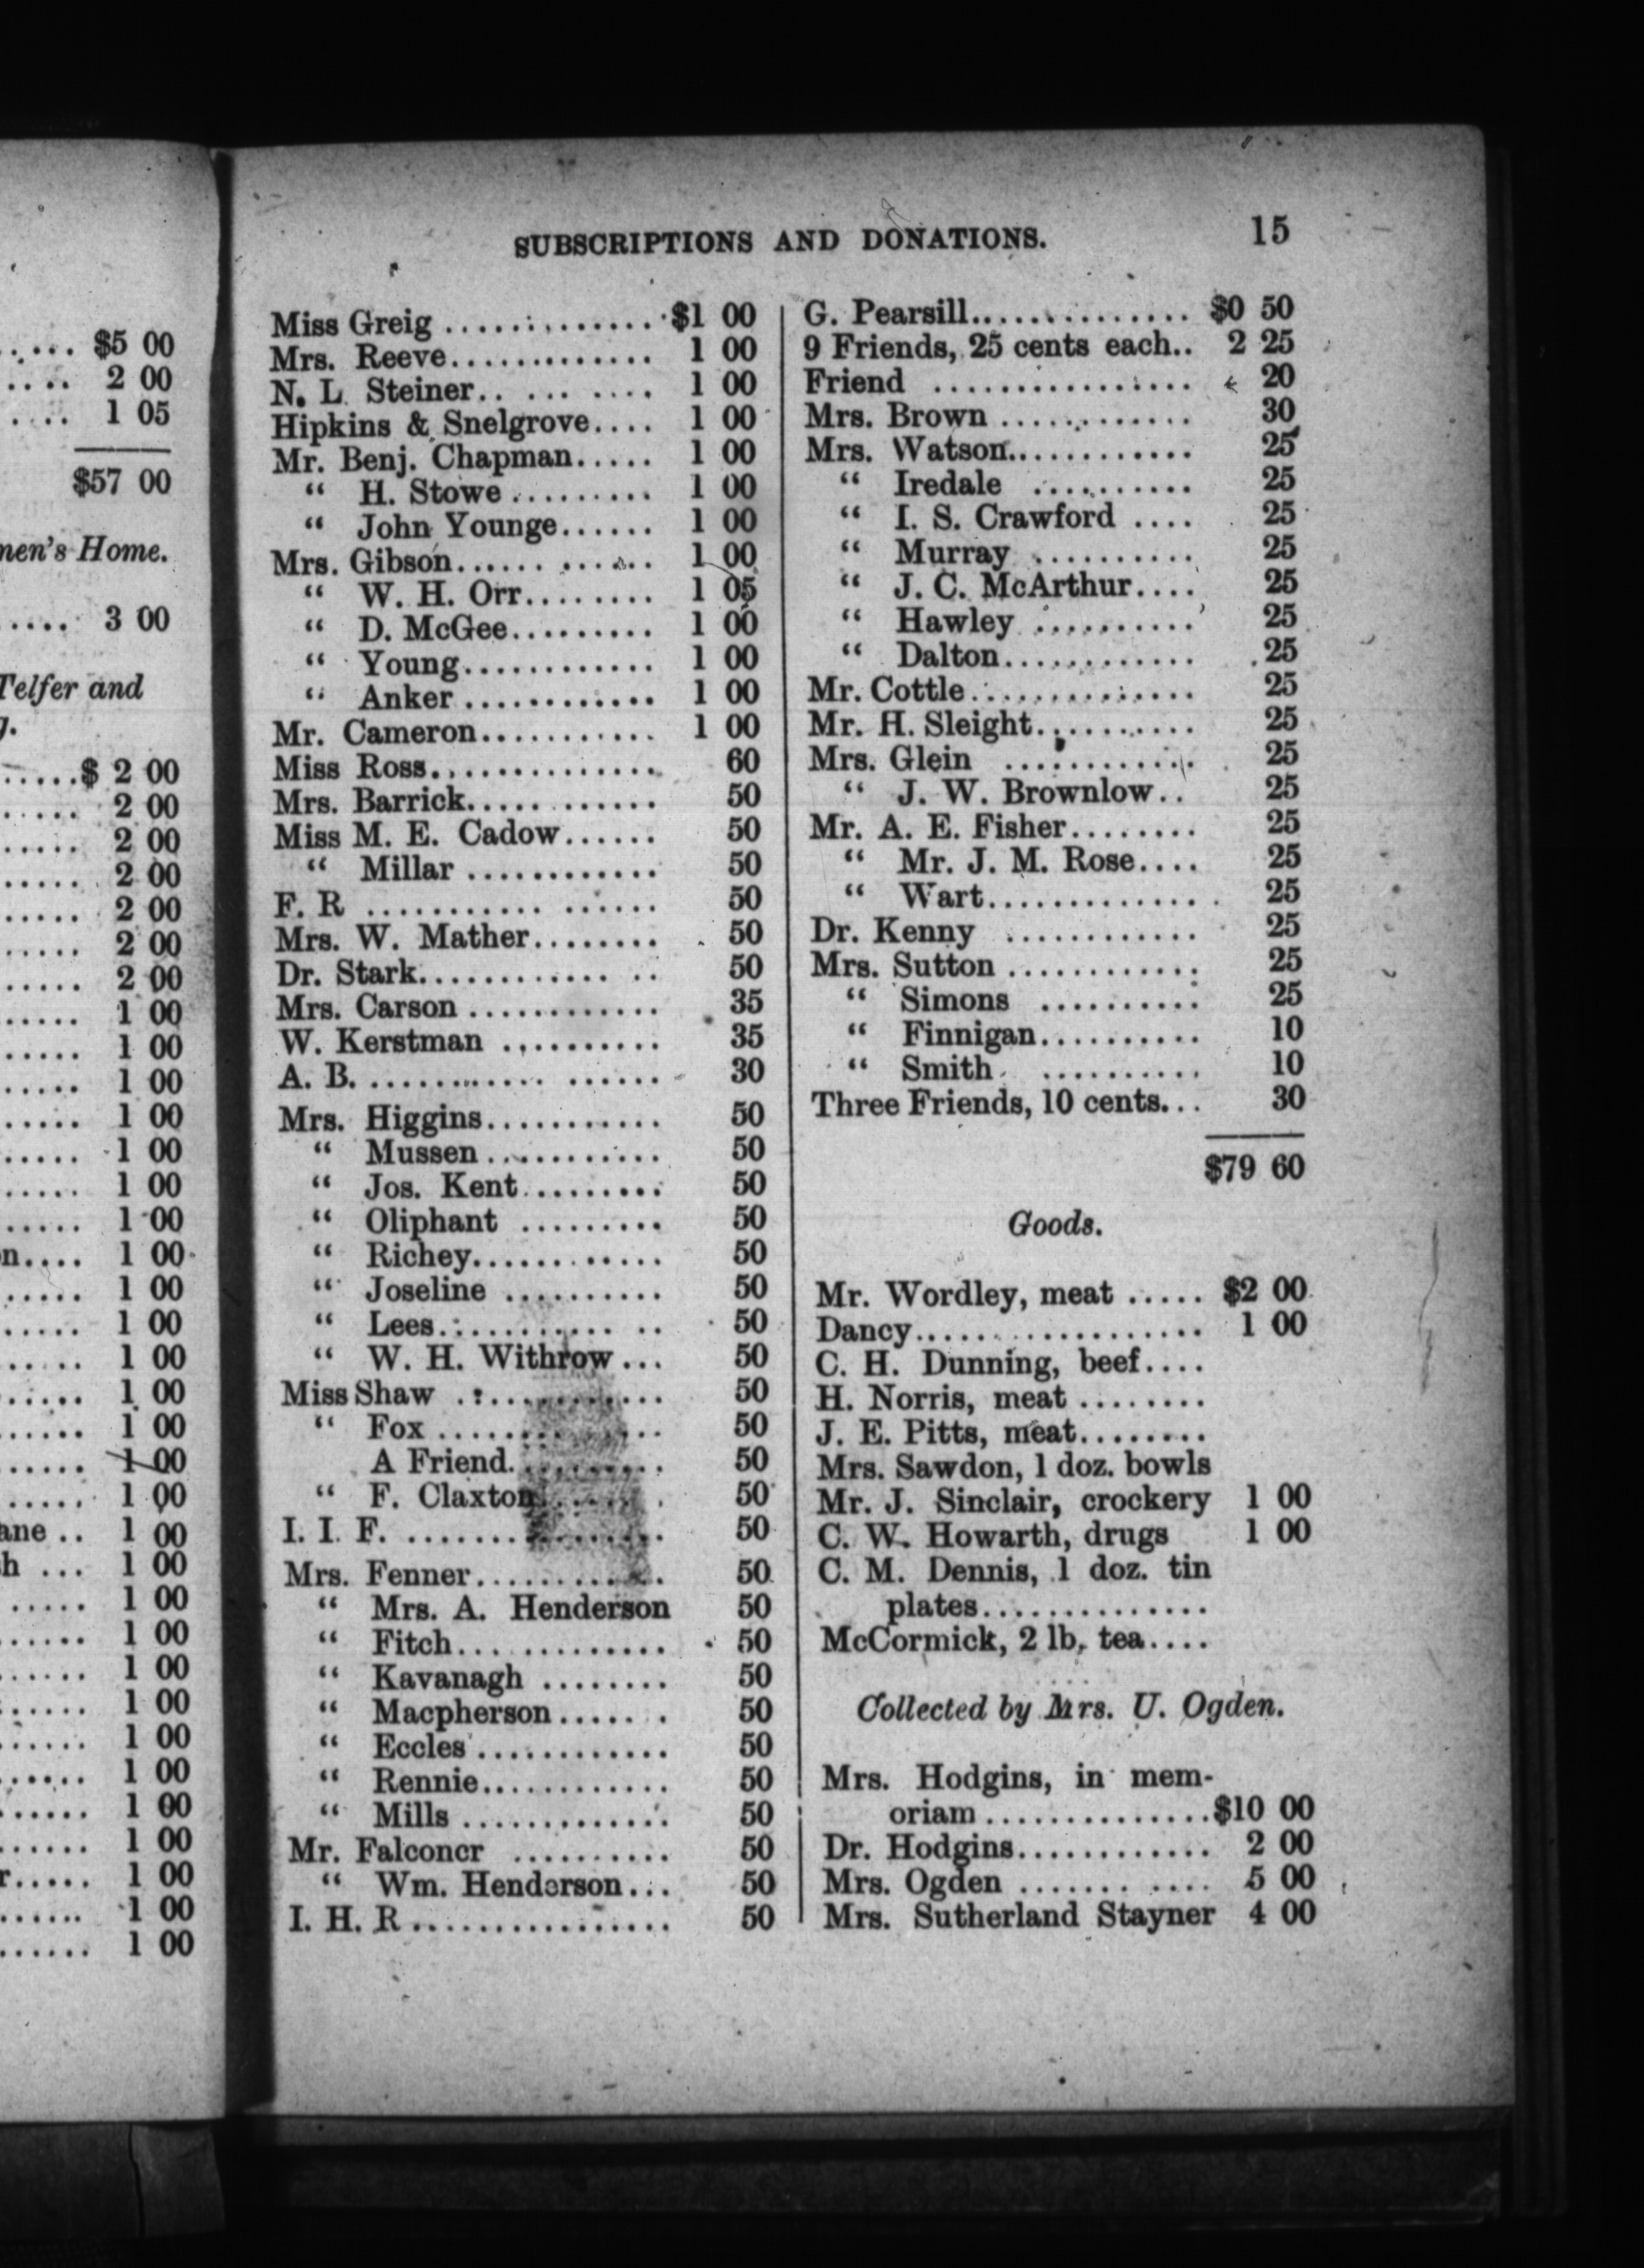 ..... $5 00
.... 2 00
.... 1 05
$57 00
men's Home.
.... 3 00
Telfer and
.....$ 2 00
..... 2 00
..... 2 00
..... 2 00
..... 2 00
..... 2 00
..... 2 00
..... 1 00
..... 1 00
..... 1 00
..... 1 00
..... 1 00
..... 1 00
..... 1 00
n.... 1 00
..... 1 00
..... 1 00
..... 1 00
..... 1 00
...... 1 00
...... 1 00
..... 1 00
ane .. 1 00
h ... 1 00
..... 1 00
...... 1 00
...... 1 00
...... 1 00
...... 1 00
...... 1 00
...... 1 00
...... 1 00
r..... 1 00
...... 1 00
...... 1 00
SUBSCRIPTIONS AND DONATIONS. 15
Miss Greig ............. $1 00
Mrs. Reeve............. 1 00
N. L. Steiner.. ... .... 1 00
Hipkins & Snelgrove.... 1 00
Mr. Benj. Chapman..... 1 00
“ H. Stowe ......... 1 00
“ John Younge...... 1 00
Mrs. Gibson...... ...... 1 00
“ W. H. Orr........ 1 05
“ D. McGee......... 1 00
“ Young............ 1 00
“ Anker ............ 1 00
Mr. Cameron........... 1 00
Miss Ross.............. 60
Mrs. Barrick............ 50
Miss M. E. Cadow...... 50
“ Millar ............ 50
F. R ........... ...... 50
Mrs. W. Mather........ 50
Dr. Stark............ .. 50
Mrs. Carson ............ 35
W. Kerstman .......... 35
A. B. ............ ...... 30
Mrs. Higgins........... 50
“ Mussen ........... 50
“ Jos. Kent ......... 50
“ Oliphant ......... 50
“ Richey............ 50
“ Joseline .......... 50
“ Lees............ .. 50
“ W. H. Withrow ... 50
Miss Shaw ............. 50
“ Fox .............. 50
A Friend.......... 50
“ F. Claxton....... 50
I. I. F. ................ 50
Mrs. Fenner............ 50
“ Mrs. A. Henderson 50
“ Fitch............. 50
“ Kavanagh ........ 50
“ Macpherson...... . 50
“ Eccles ............ 50
“ Rennie............ 50
“ Mills ............. 50
Mr. Falconer .......... 50
“ Wm. Henderson... 50
I. H. R................. 50
G. Pearsill.............. $0 50
9 Friends, 25 cents each.. 2 25
Friend ................ 20
Mrs. Brown ............ 30
Mrs. Watson............ 25
“ Iredale .......... 25
“ I. S. Crawford .... 25
“ Murray .......... 25
“ J. C. McArthur.... 25
“ Hawley .......... 25
“ Dalton............ 25
Mr. Cottle.............. 25
Mr. H. Sleight.......... 25
Mrs. Glein ............ 25
“ J. W. Brownlow.. 25
Mr. A. E. Fisher........ 25
“ Mr. J. M. Rose.... 25
“ Wart............. 25
Dr. Kenny ............ 25
Mrs. Sutton ............ 25
“ Simons .......... 25
“ Finnigan.......... 10
“ Smith .......... 10
Three Friends, 10 cents... 30
$79 60
Goods.
Mr. Wordley, meat ..... $2 00
Dancy.................. 1 00
C. H. Dunning, beef....
H. Norris, meat ........
J. E. Pitts, meat........
Mrs. Sawdon, 1 doz. bowls
Mr. J. Sinclair, crockery 1 00
C. W. Howarth, drugs 1 00
C. M. Dennis, 1 doz. tin
plates..............
McCormick, 2 lb. tea....
Collected by Mrs. U. Ogden.
Mrs. Hodgins, in mem-
oriam ..............$10 00
Dr. Hodgins............ 2 00
Mrs. Ogden ....... .... 5 00
Mrs. Sutherland Stayner 4 00